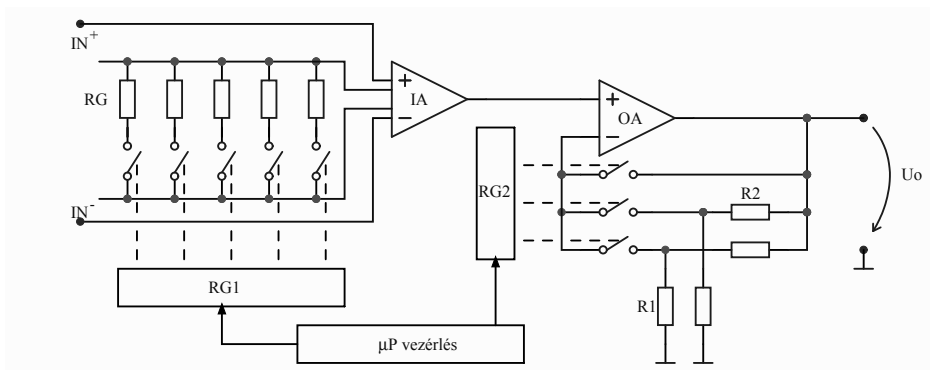 IN+
RG
+
IA
−
IN-
RG1
+
OA
−
RG2
R2
Uo
R1
μP vezérlés